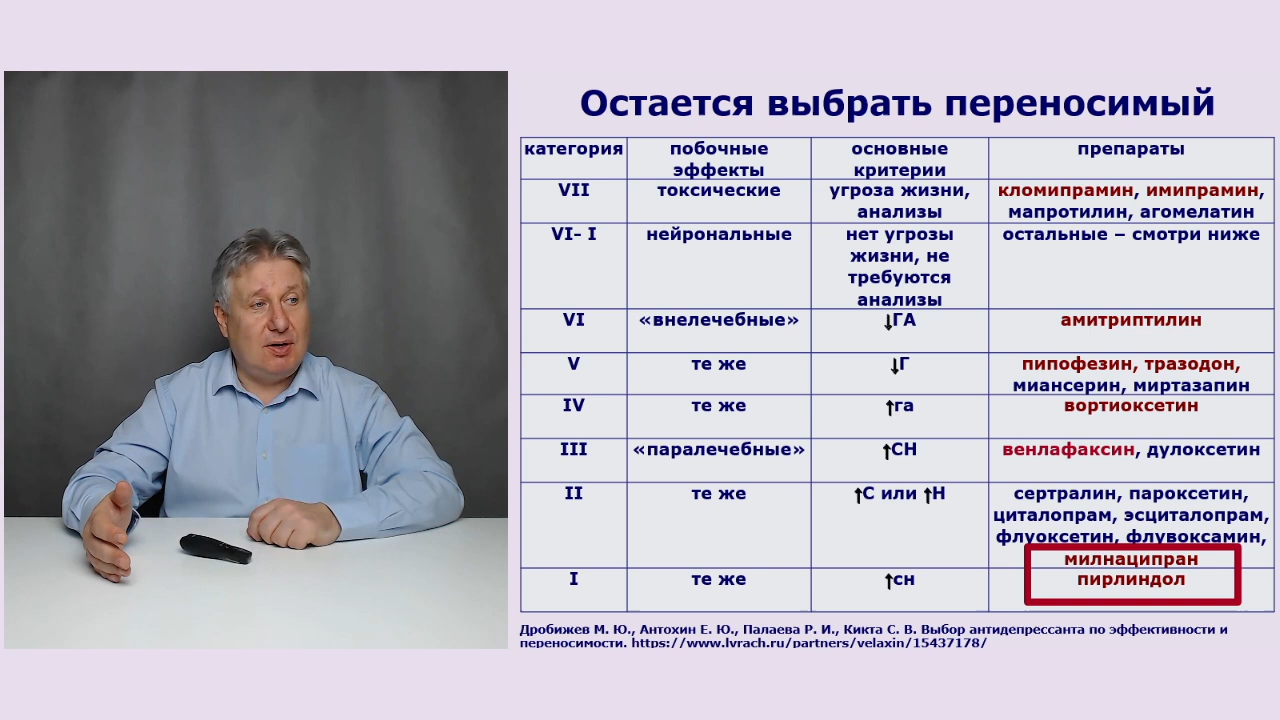 Остается выбрать переносимый
категория побочные эффекты основные критерии препараты
VII токсические угроза жизни, анализы кломипрамин, имипрамин, мапротилин, агомелатин
VI- I нейрональные нет угрозы жизни, не требуются анализы остальные – смотри ниже
VI «внелечебные» ↓ГА амитриптилин
V те же ↓Г пипофезин, тразодон, миансерин, миртазапин
IV те же ↑га вортиоксетин
III «паралечебные» ↑СН венлафаксин, дулоксетин
II те же ↑С или ↑Н сертралин, пароксетин, циталопрам, эсциталопрам, флуоксетин, флувоксамин, милнаципран
I те же ↑сн пирлиндол
Дробижев М. Ю., Антохин Е. Ю., Палаева Р. И., Кикта С. В. Выбор антидепрессанта по эффективности и
переносимости. https://www.lvrach.ru/partners/velaxin/15437178/